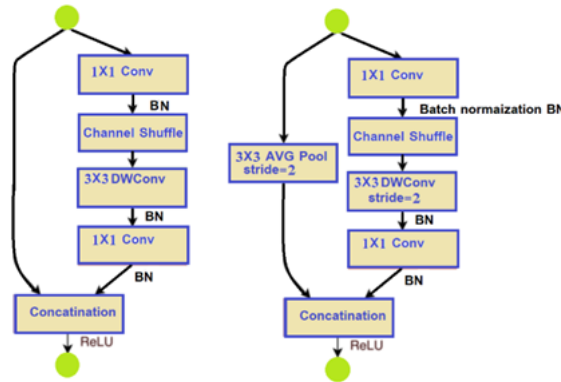 1X1 Conv
BN
Channel Shuffle
3X3 DWConv
BN
1X1 Conv
BN
Concatination
ReLU
1X1 Conv
Batch normaization BN
Channel Shuffle
3X3 AVG Pool
stride=2
3X3 DWConv
stride=2
BN
1X1 Conv
BN
Concatination
ReLU